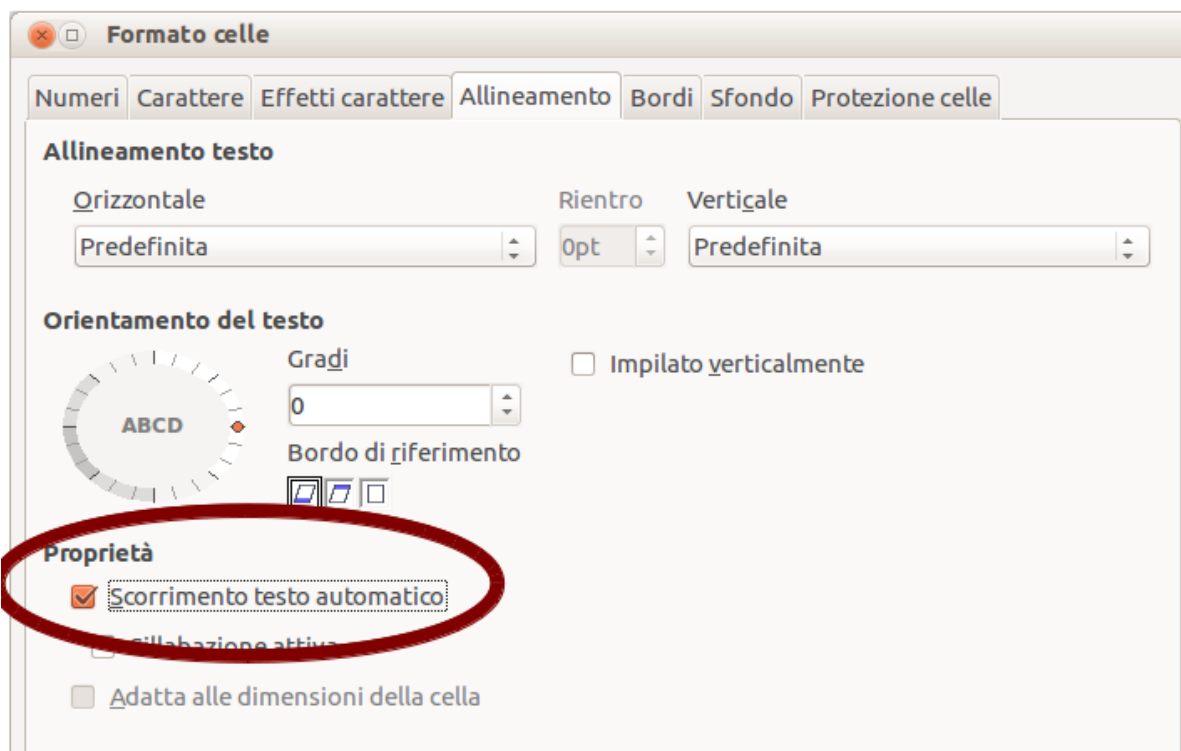 Formato celle
Numeri Carattere Effetti carattere Allineamento Bordi Sfondo Protezione celle
Allineamento testo
Orizzontale Rientro Verticale
Predefinita 0pt Predefinita
Orientamento del testo
Gradi Impilato verticalmente
0
ABCD
Bordo di riferimento
Proprietà
Scorrimento testo automatico
Sillabazione attiva
Adatta alle dimensioni della cella